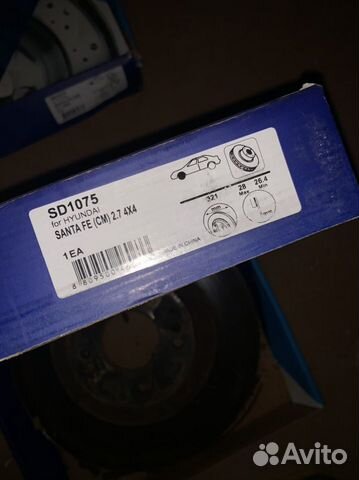 SD1075
for HYUNDAI
SANTA FE (CM) 2.7 4X4
1EA
321
28
Max
26.4
Min
mm
MADE IN CHINA
Avito